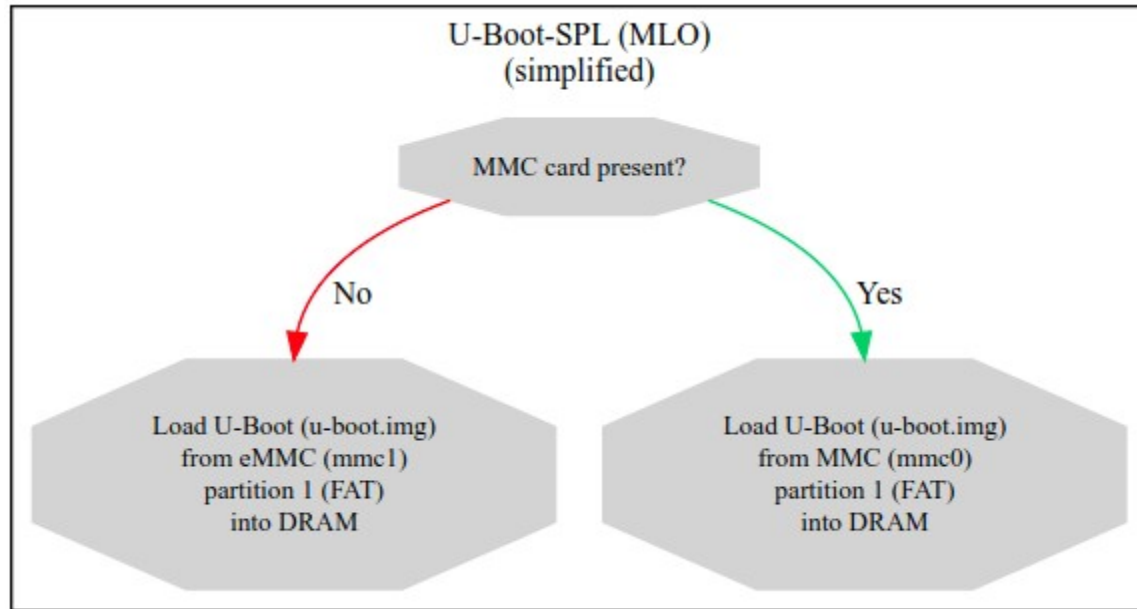 U-Boot-SPL (MLO)
(simplified)
MMC card present?
No
Yes
Load U-Boot (u-boot.img)
from eMMC (mmc1)
partition 1 (FAT)
into DRAM
Load U-Boot (u-boot.img)
from MMC (mmc0)
partition 1 (FAT)
into DRAM